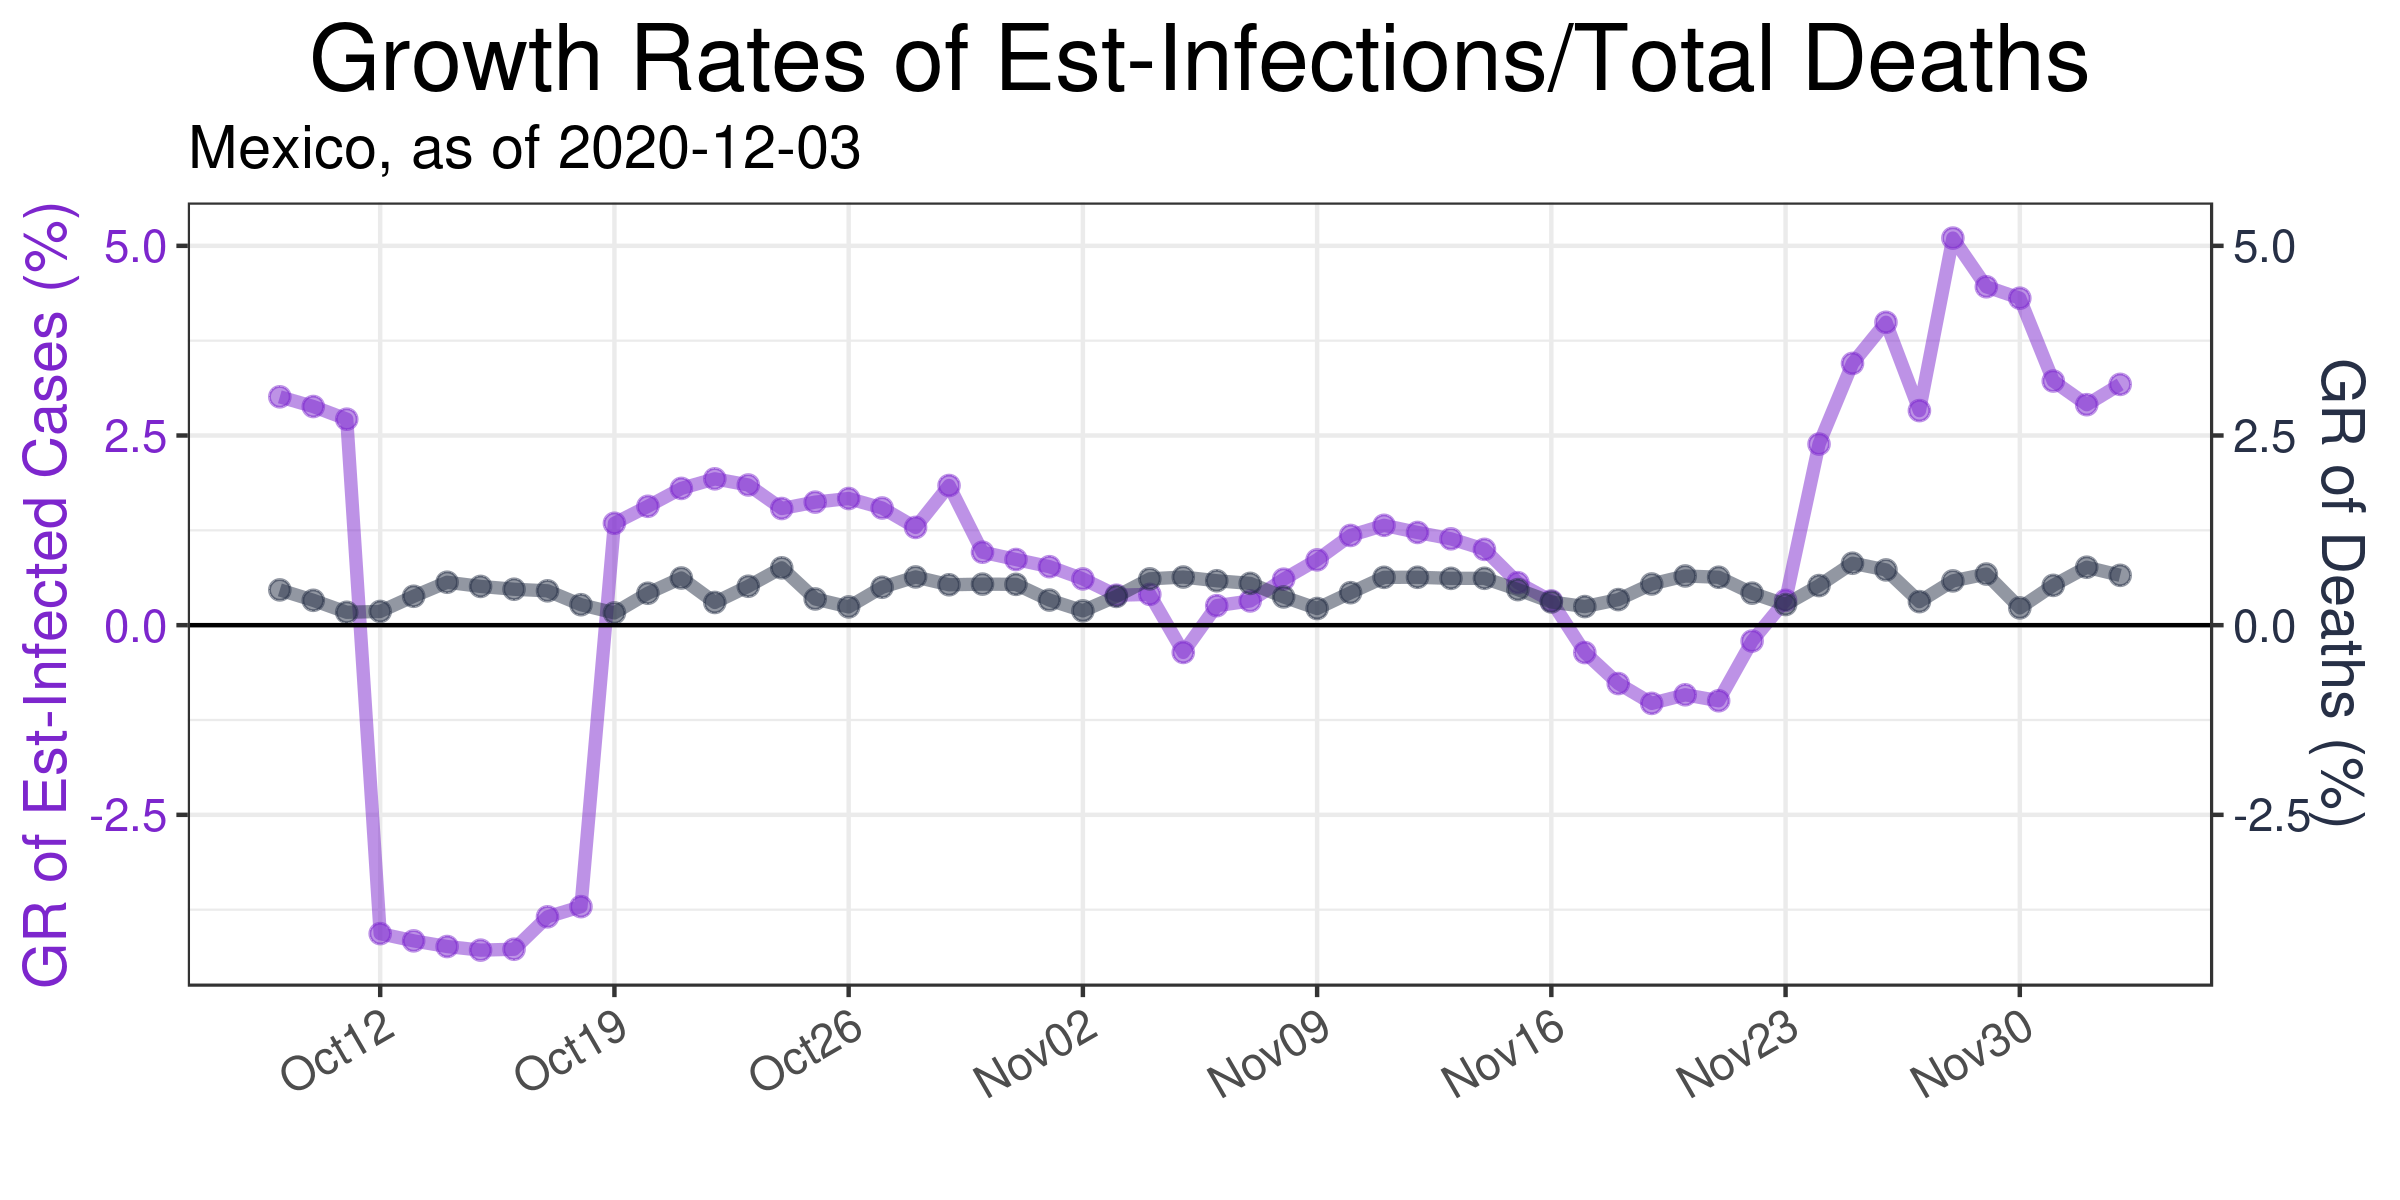 Growth Rates of Est-Infections/Total Deaths
Mexico, as of 2020-12-03
GR of Est-Infected Cases (%)
5.0
2.5
0.0
-2.5
5.0
2.5
0.0
-2.5
GR of Deaths (%)
Oct12
Oct19
Oct26
Nov02
Nov09
Nov16
Nov23
Nov30